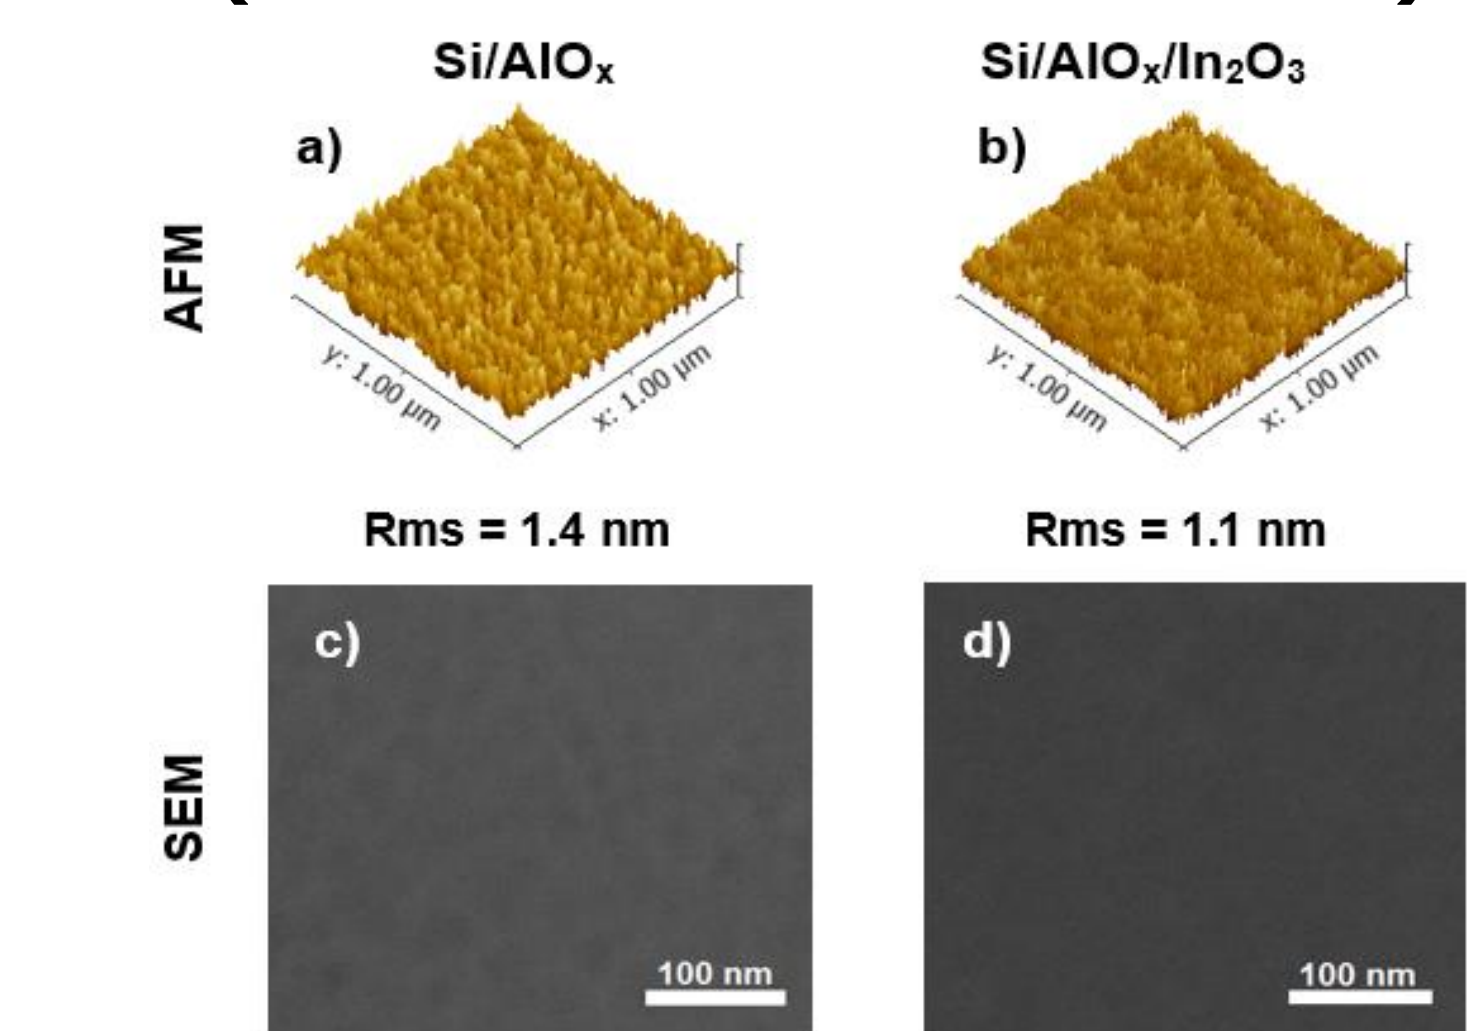 Si/AlOₓ
Si/AlOₓ/In₂O₃
AFM
a)
b)
y: 1.00 µm
x: 1.00 µm
y: 1.00 µm
x: 1.00 µm
Rms = 1.4 nm
Rms = 1.1 nm
SEM
c)
d)
100 nm
100 nm